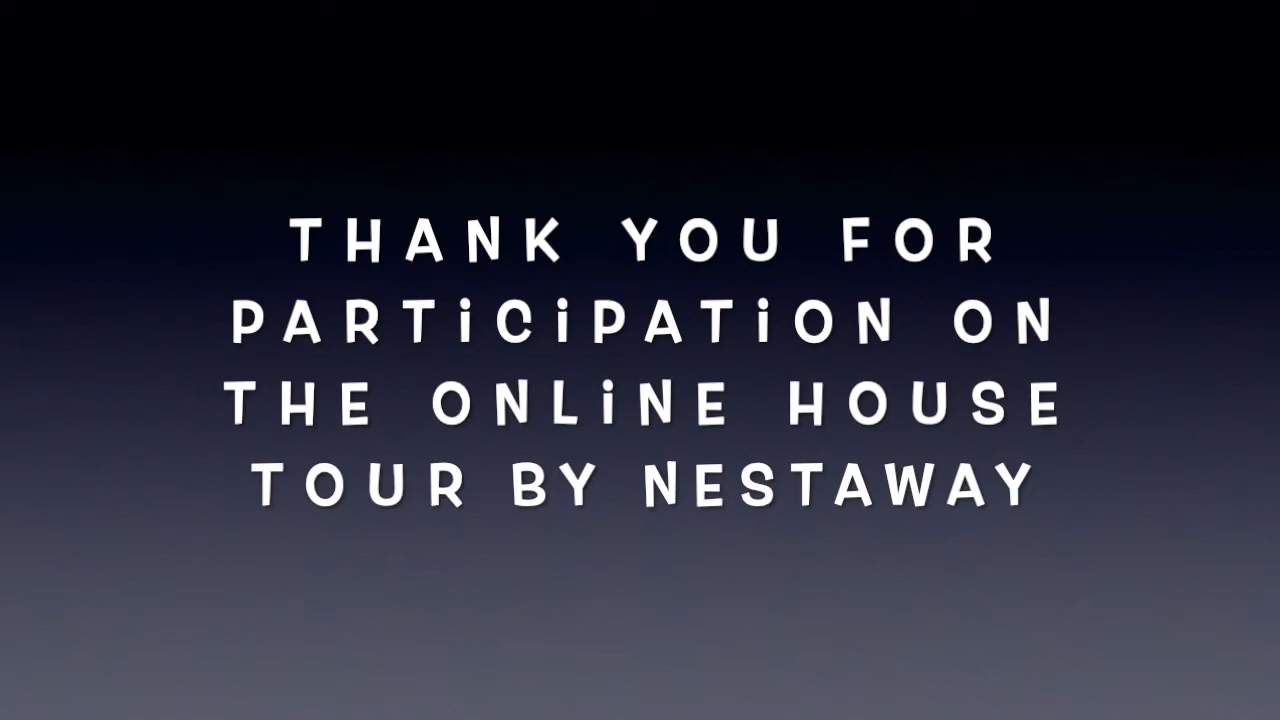 THANK YOU FOR
PARTiCiPATiON ON
THE ONLiNE HOUSE
TOUR BY NESTAWAY